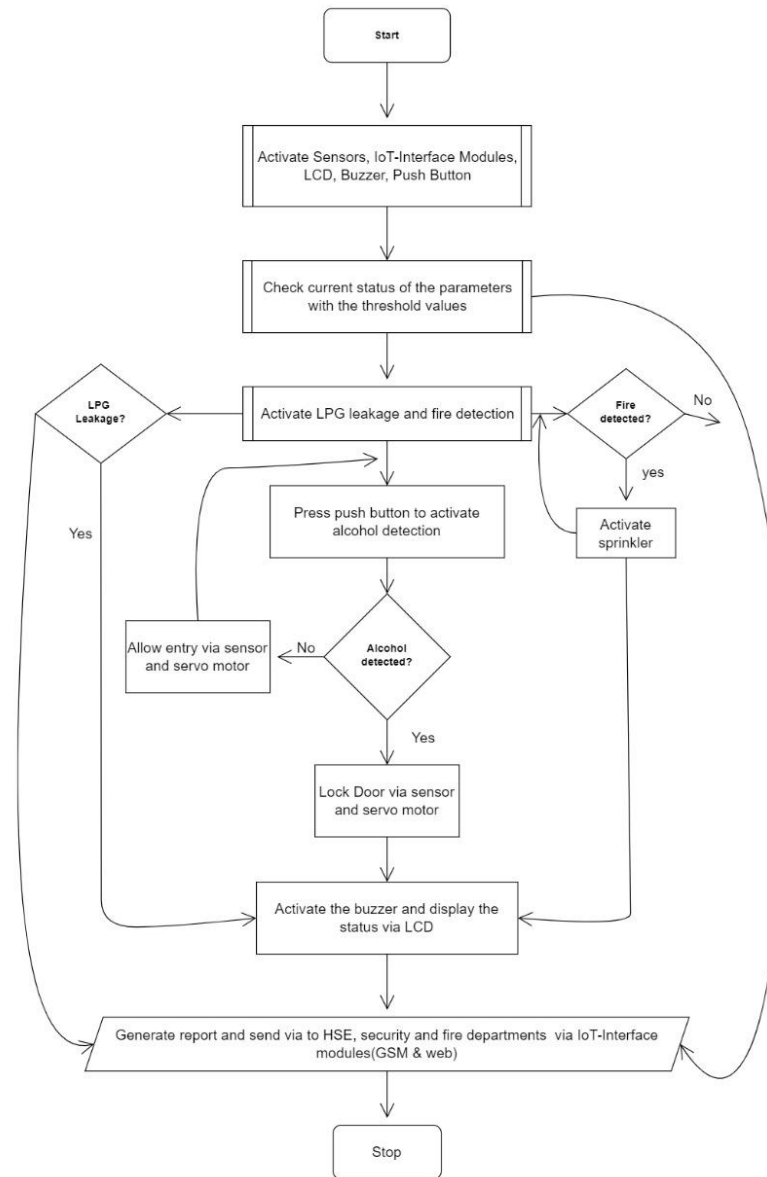 Start
Activate Sensors, IoT-Interface Modules,
LCD, Buzzer, Push Button
Check current status of the parameters
with the threshold values
LPG
Leakage?
Activate LPG leakage and fire detection
Fire
detected?
No
yes
Yes
Press push button to activate
alcohol detection
Activate
sprinkler
Allow entry via sensor
and servo motor
No
Alcohol
detected?
Yes
Lock Door via sensor
and servo motor
Activate the buzzer and display the
status via LCD
Generate report and send via to HSE, security and fire departments via IoT-Interface
modules(GSM & web)
Stop